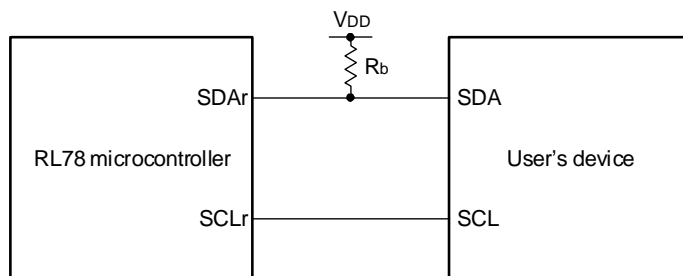 VDD
Rb
SDAr
SDA
RL78 microcontroller
User's device
SCLr
SCL